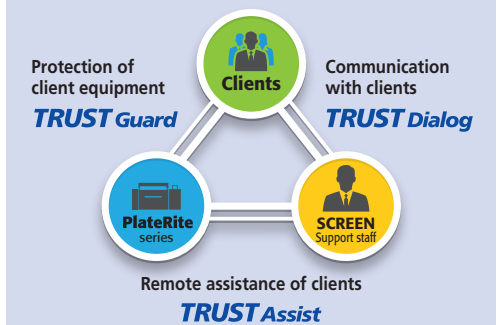 Clients
Protection of
client equipment
TRUST Guard
Communication
with clients
TRUST Dialog
PlateRite
series
SCREEN
Support staff
Remote assistance of clients
TRUST Assist